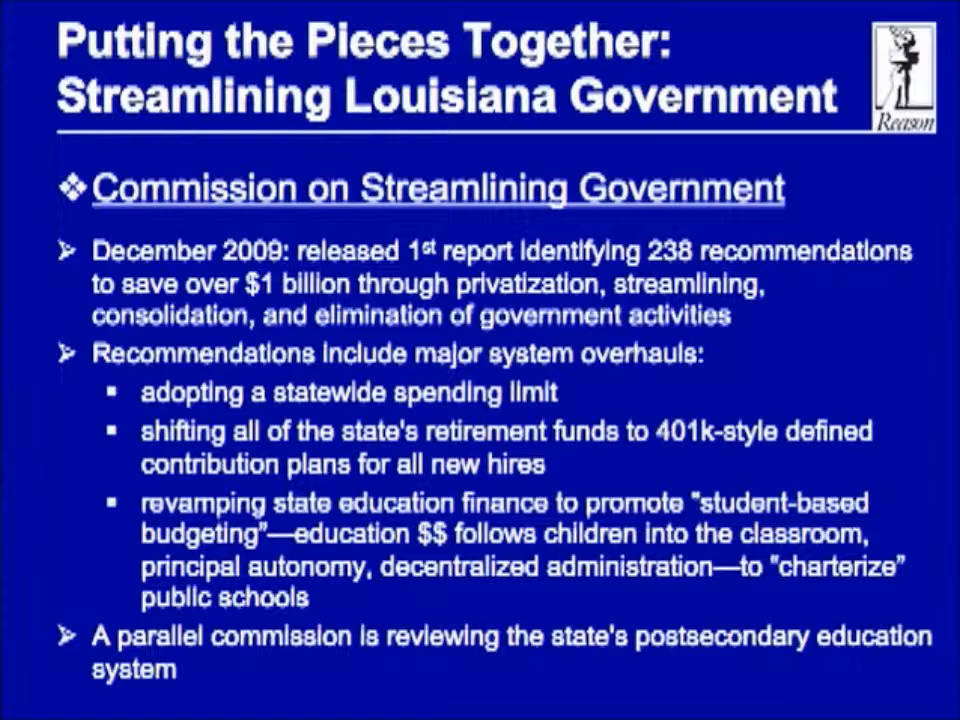 Putting the Pieces Together:
Streamlining Louisiana Government
Reason
❖ Commission on Streamlining Government
➢ December 2009: released 1st report identifying 238 recommendations
to save over $1 billion through privatization, streamlining,
consolidation, and elimination of government activities
➢ Recommendations include major system overhauls:
▪ adopting a statewide spending limit
▪ shifting all of the state's retirement funds to 401k-style defined
contribution plans for all new hires
▪ revamping state education finance to promote "student-based
budgeting"—education $$ follows children into the classroom,
principal autonomy, decentralized administration—to "charterize"
public schools
➢ A parallel commission is reviewing the state's postsecondary education
system